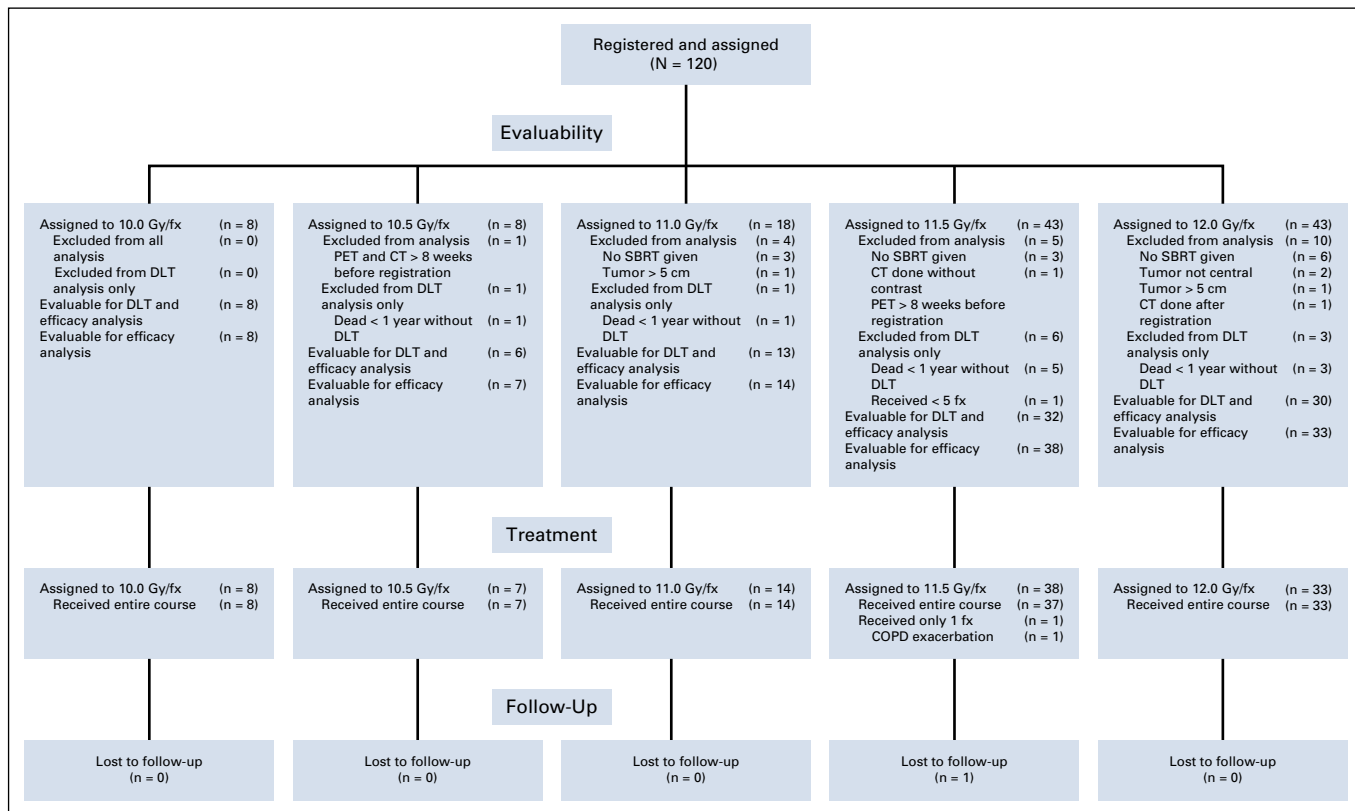 Registered and assigned
(N = 120)
Evaluability
Assigned to 10.0 Gy/fx (n = 8)
Excluded from all (n = 0)
analysis
Excluded from DLT (n = 0)
analysis only
Evaluable for DLT and (n = 8)
efficacy analysis
Evaluable for efficacy (n = 8)
analysis
Assigned to 10.5 Gy/fx (n = 8)
Excluded from analysis (n = 1)
PET and CT > 8 weeks
before registration
Excluded from DLT (n = 1)
analysis only
Dead < 1 year without (n = 1)
DLT
Evaluable for DLT and (n = 6)
efficacy analysis
Evaluable for efficacy (n = 7)
analysis
Assigned to 11.0 Gy/fx (n = 18)
Excluded from analysis (n = 4)
No SBRT given (n = 3)
Tumor > 5 cm (n = 1)
Excluded from DLT (n = 1)
analysis only
Dead < 1 year without (n = 1)
DLT
Evaluable for DLT and (n = 13)
efficacy analysis
Evaluable for efficacy (n = 14)
analysis
Assigned to 11.5 Gy/fx (n = 43)
Excluded from analysis (n = 5)
No SBRT given (n = 3)
CT done without (n = 1)
contrast
PET > 8 weeks before
registration
Excluded from DLT (n = 6)
analysis only
Dead < 1 year without (n = 5)
DLT
Received < 5 fx (n = 1)
Evaluable for DLT and (n = 32)
efficacy analysis
Evaluable for efficacy (n = 38)
analysis
Assigned to 12.0 Gy/fx (n = 43)
Excluded from analysis (n = 10)
No SBRT given (n = 6)
Tumor not central (n = 2)
Tumor > 5 cm (n = 1)
CT done after (n = 1)
registration
Excluded from DLT (n = 3)
analysis only
Dead < 1 year without (n = 3)
DLT
Evaluable for DLT and (n = 30)
efficacy analysis
Evaluable for efficacy (n = 33)
analysis
Treatment
Assigned to 10.0 Gy/fx (n = 8)
Received entire course (n = 8)
Assigned to 10.5 Gy/fx (n = 7)
Received entire course (n = 7)
Assigned to 11.0 Gy/fx (n = 14)
Received entire course (n = 14)
Assigned to 11.5 Gy/fx (n = 38)
Received entire course (n = 37)
Received only 1 fx (n = 1)
COPD exacerbation (n = 1)
Assigned to 12.0 Gy/fx (n = 33)
Received entire course (n = 33)
Follow-Up
Lost to follow-up
(n = 0)
Lost to follow-up
(n = 0)
Lost to follow-up
(n = 0)
Lost to follow-up
(n = 1)
Lost to follow-up
(n = 0)